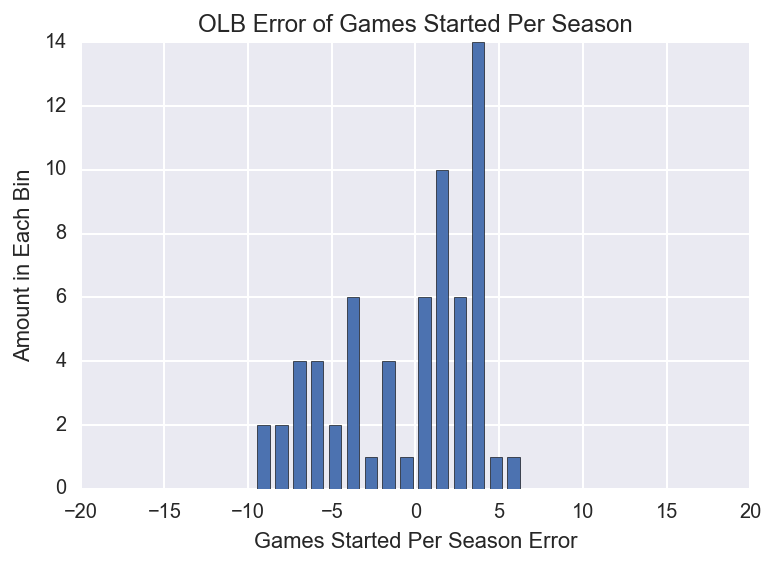 OLB Error of Games Started Per Season
14
12
10
8
6
4
2
0
Amount in Each Bin
−20 −15 −10 −5 0 5 10 15 20
Games Started Per Season Error